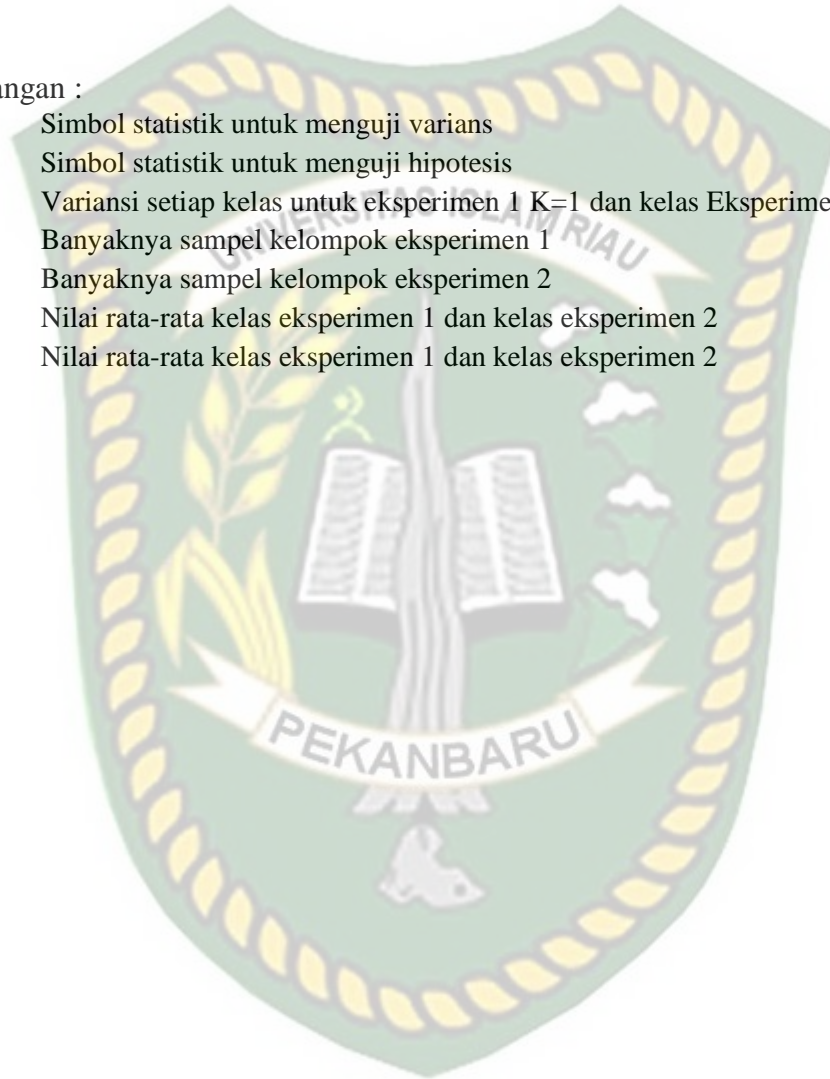 angan :
Simbol statistik untuk menguji varians
Simbol statistik untuk menguji hipotesis
Variansi setiap kelas untuk eksperimen 1 K=1 dan kelas Eksperime
Banyaknya sampel kelompok eksperimen 1
Banyaknya sampel kelompok eksperimen 2
Nilai rata-rata kelas eksperimen 1 dan kelas eksperimen 2
Nilai rata-rata kelas eksperimen 1 dan kelas eksperimen 2
UNIVERSITAS ISLAM RIAU
PEKANBARU